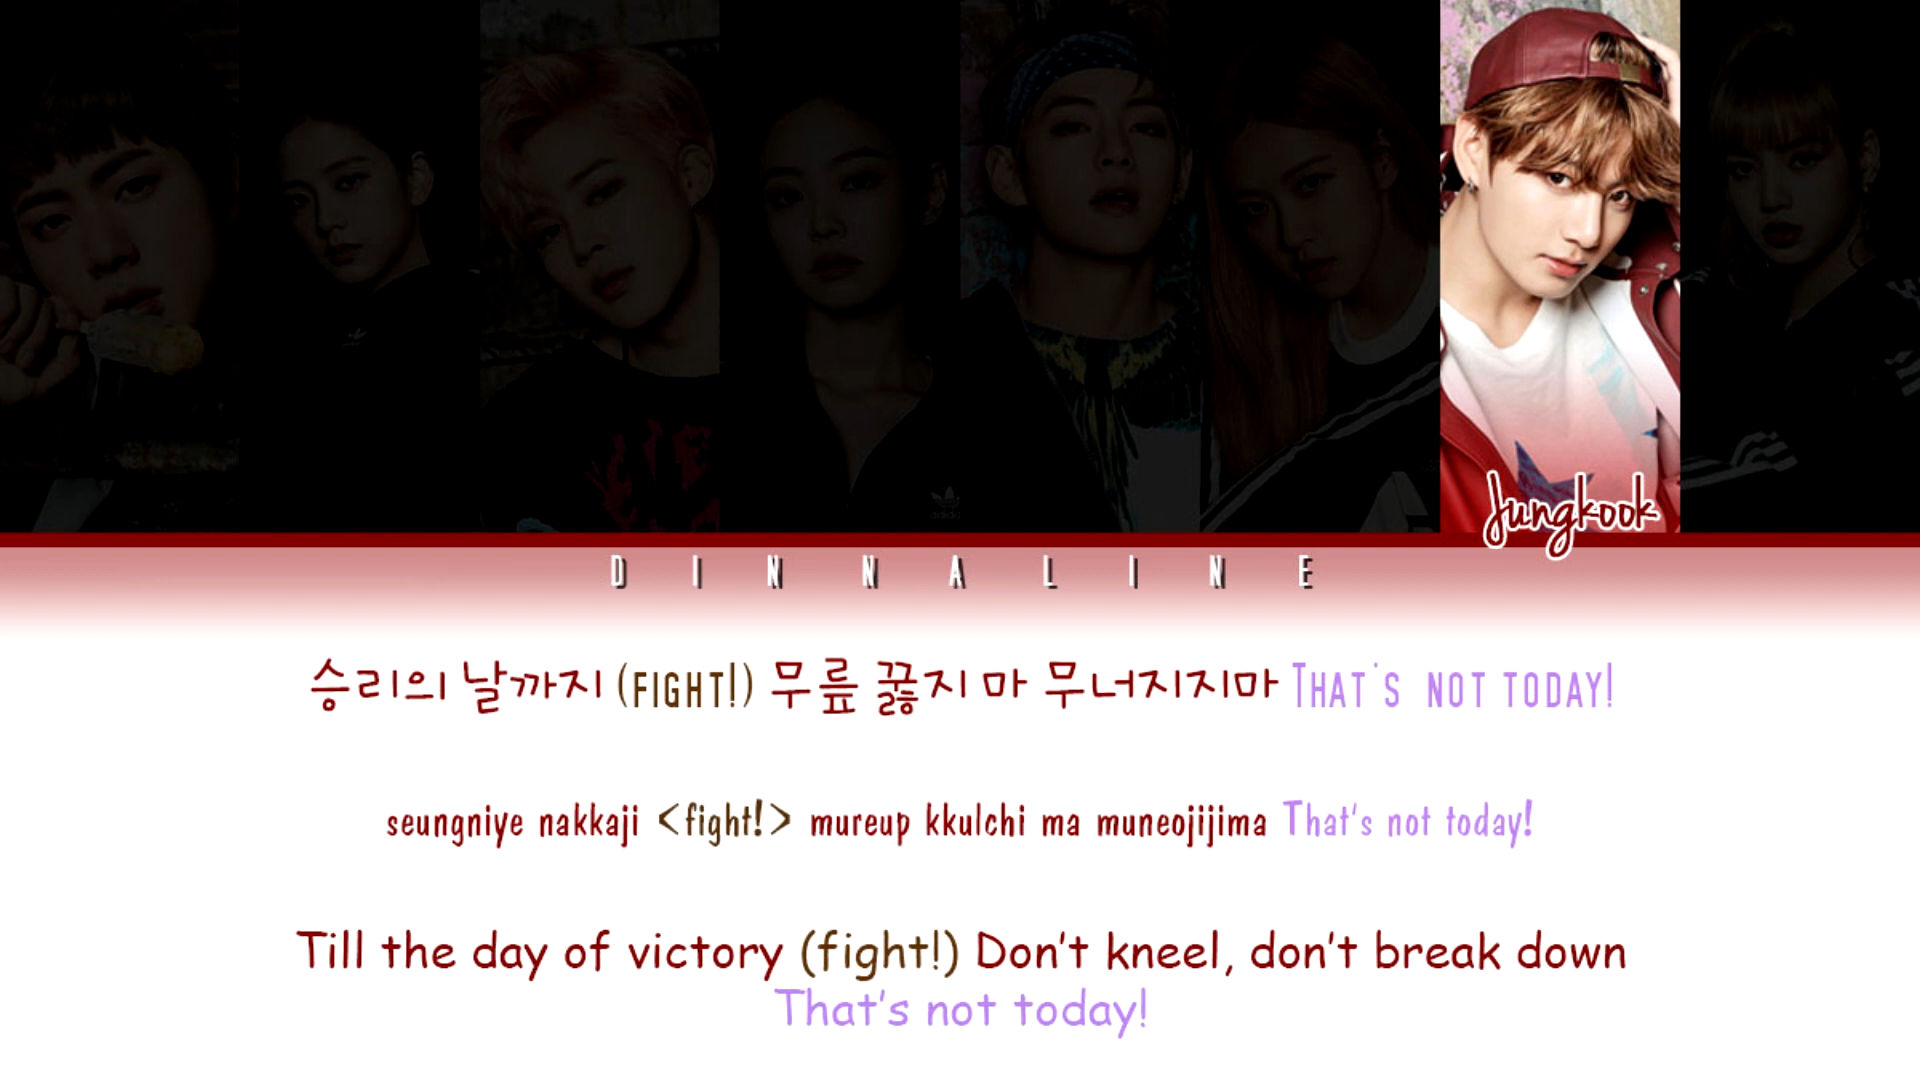 Jungkook
DINNALINE
승리의 날까지 (FIGHT!) 무릎 꿇지 마 무너지지마 THAT'S NOT TODAY!
seungniye nakkaji <fight!> mureup kkulchi ma muneojijima That's not today!
Till the day of victory (fight!) Don't kneel, don't break down
That's not today!